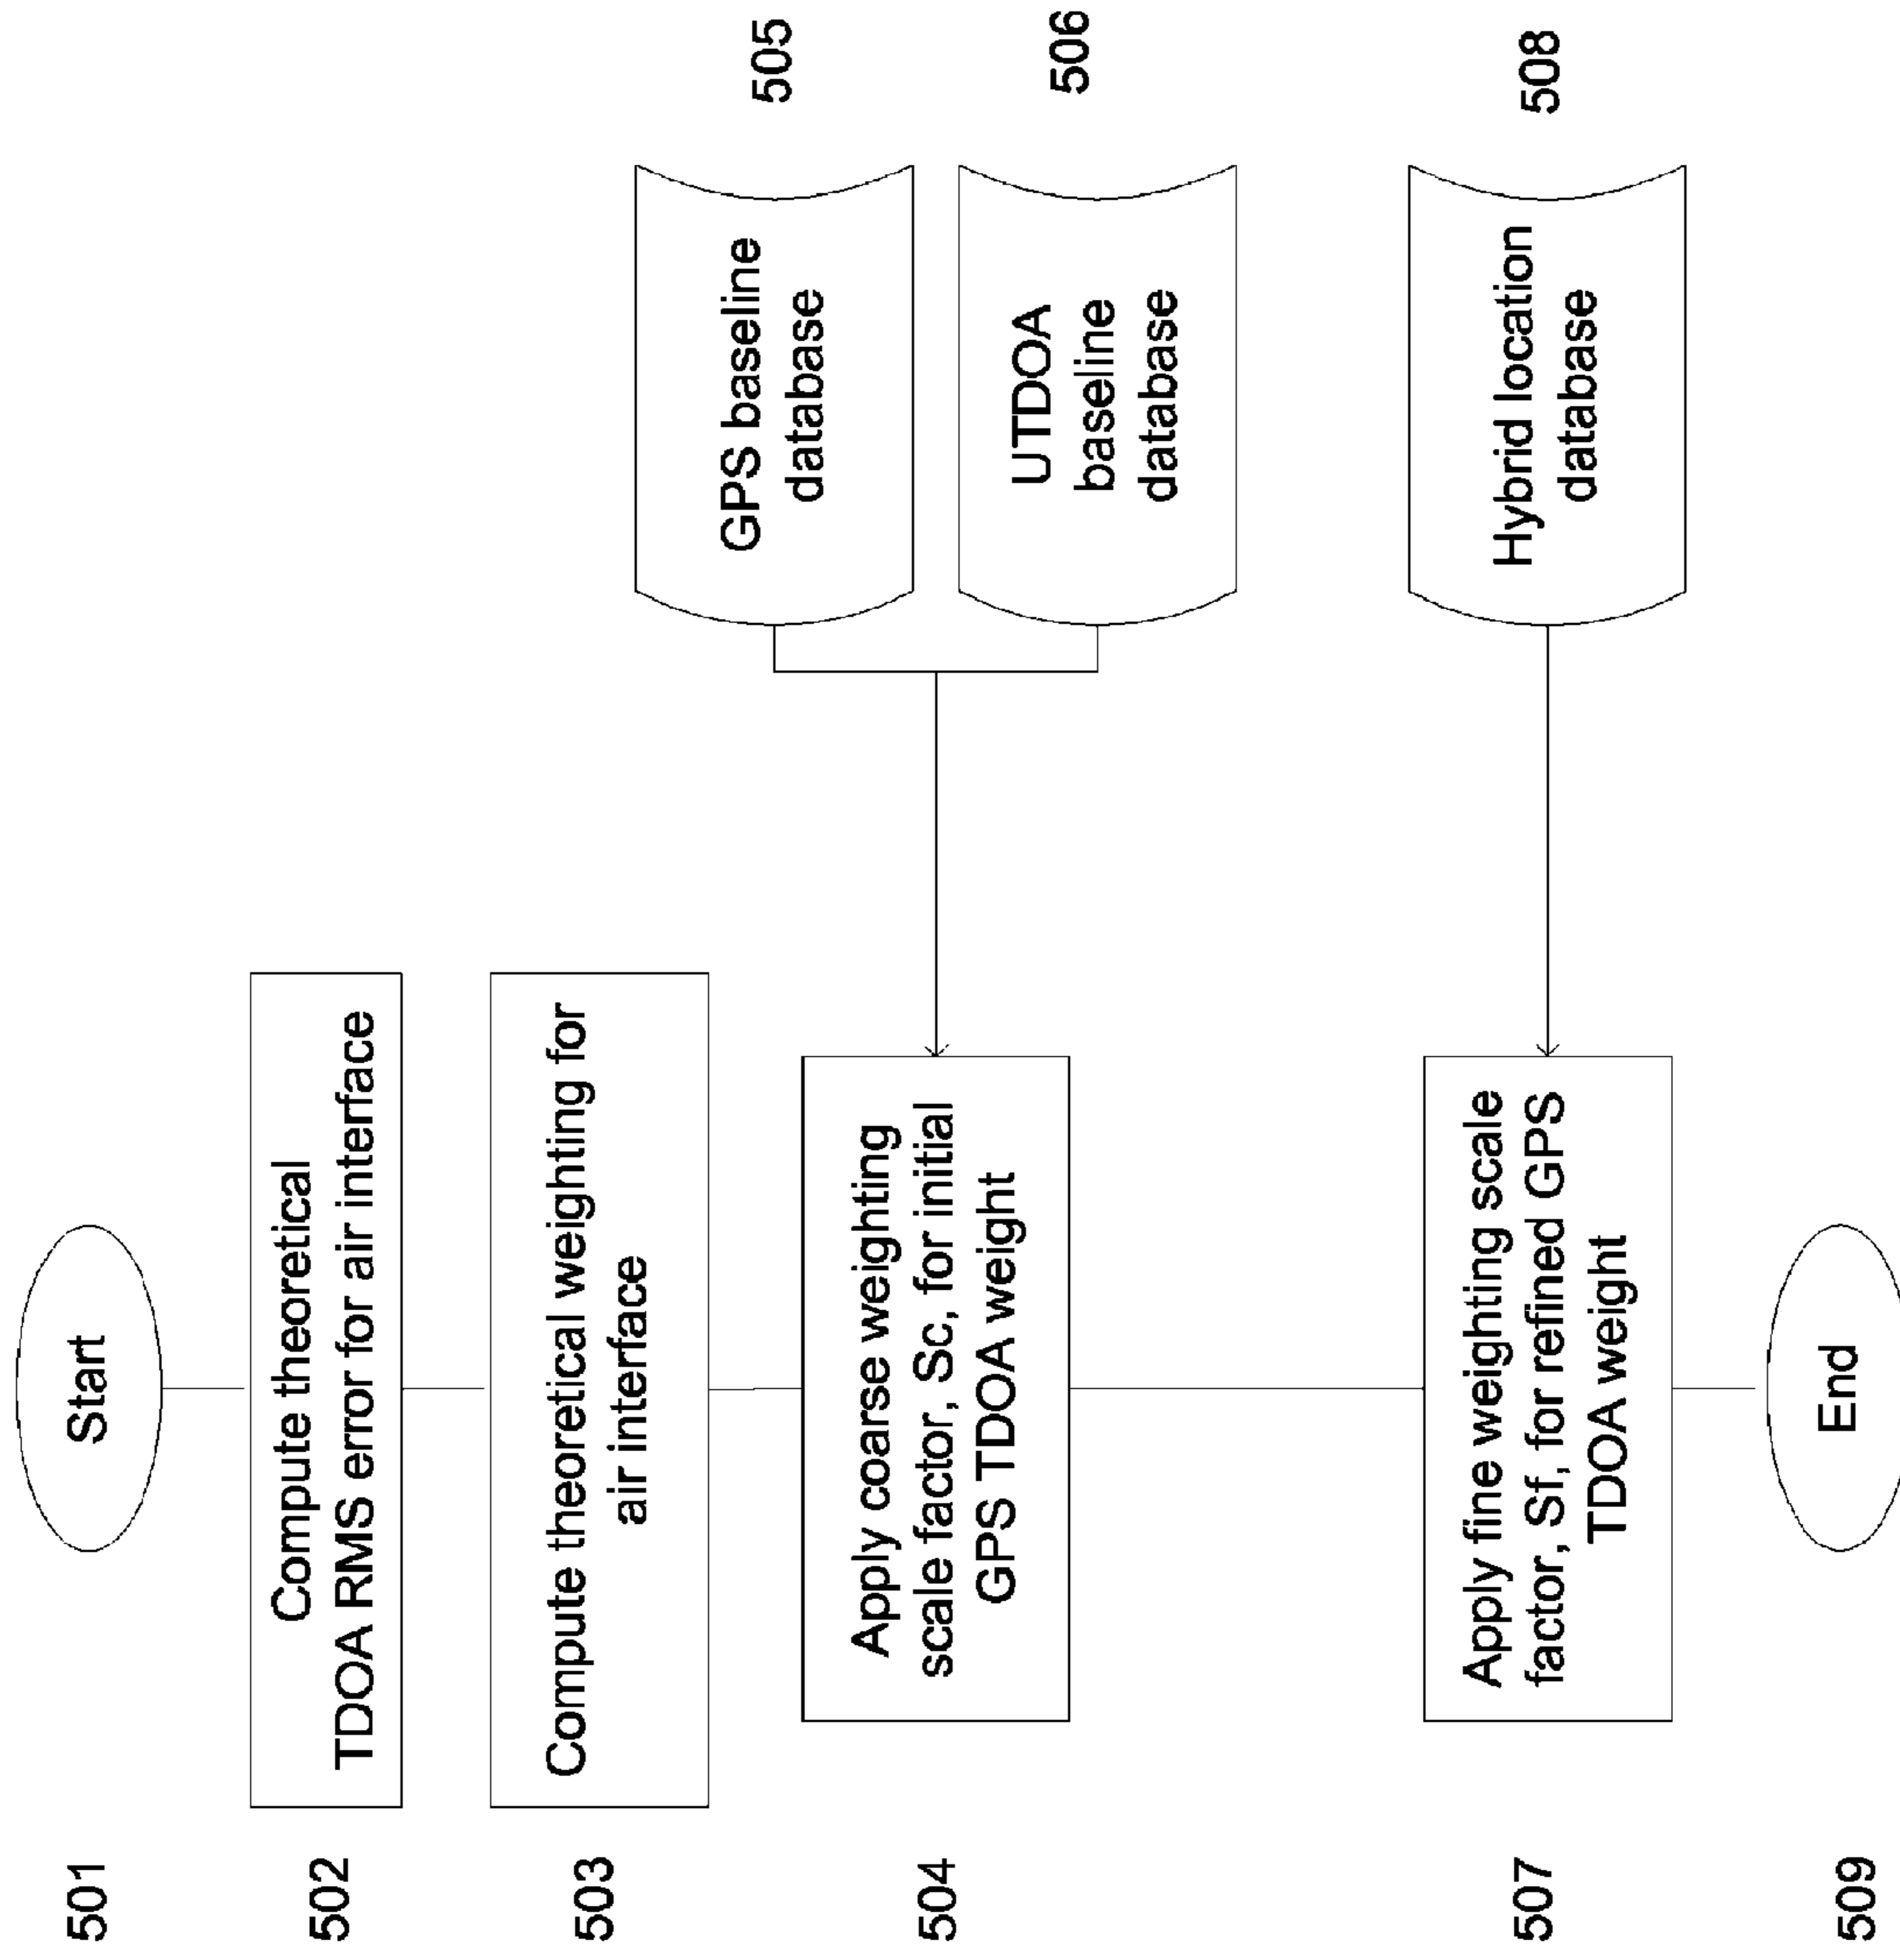 501
Start
502
Compute theoretical
TDOA RMS error for air interface
503
Compute theoretical weighting for
air interface
504
Apply coarse weighting
scale factor, Sc, for initial
GPS TDOA weight
GPS baseline
database
505
UTDOA
baseline
database
506
507
Apply fine weighting scale
factor, Sf, for refined GPS
TDOA weight
Hybrid location
database
508
509
End